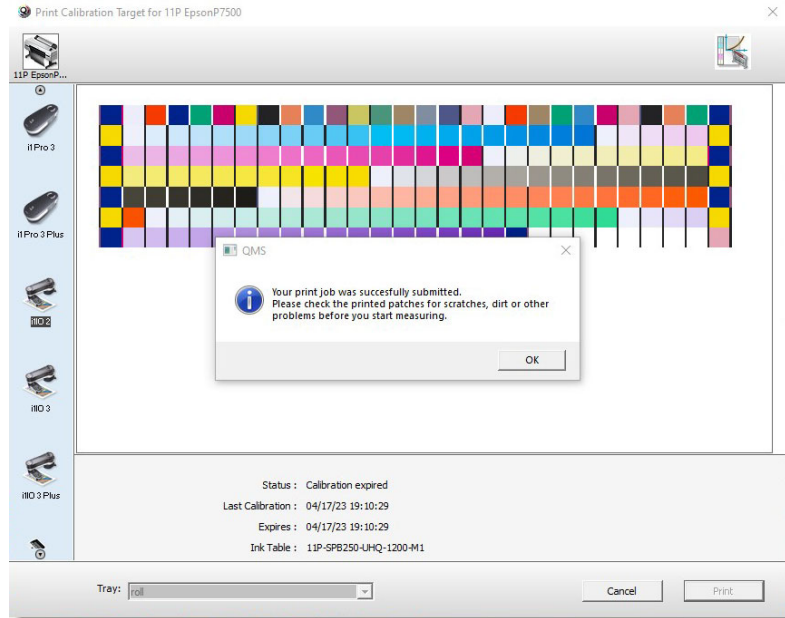 Print Calibration Target for 11P EpsonP7500
11P EpsonP...
i1Pro 3
i1Pro 3 Plus
i1IO 2
i1IO 3
i1IO 3 Plus
QMS
Your print job was succesfully submitted.
Please check the printed patches for scratches, dirt or other
problems before you start measuring.
OK
Status : Calibration expired
Last Calibration : 04/17/23 19:10:29
Expires : 04/17/23 19:10:29
Ink Table : 11P-SPB250-UHQ-1200-M1
Tray: roll
Cancel
Print